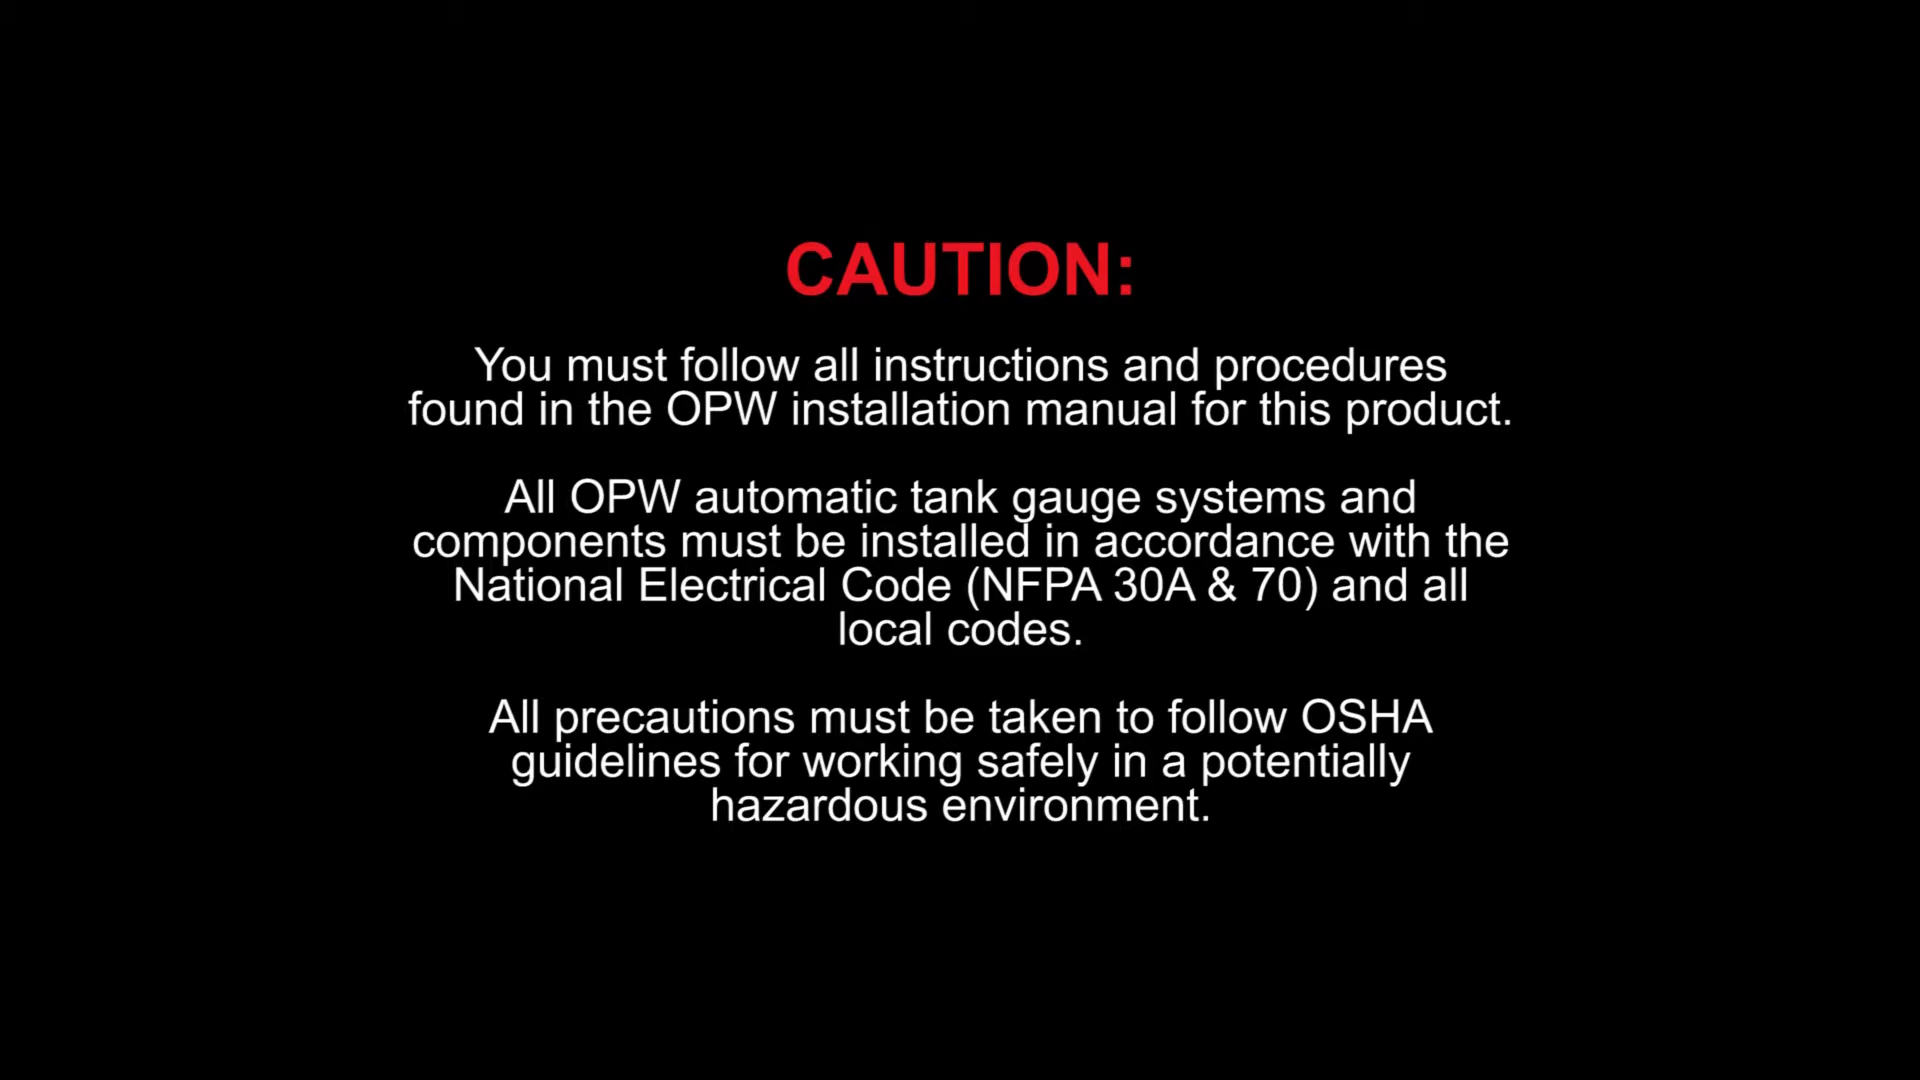 CAUTION:
You must follow all instructions and procedures
found in the OPW installation manual for this product.
All OPW automatic tank gauge systems and
components must be installed in accordance with the
National Electrical Code (NFPA 30A & 70) and all
local codes.
All precautions must be taken to follow OSHA
guidelines for working safely in a potentially
hazardous environment.